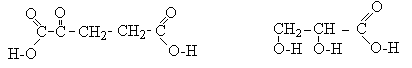 O O O
C-C-CH2-CH2-C
H-O O-H
O
CH2-CH-C
O-H O-H O-H